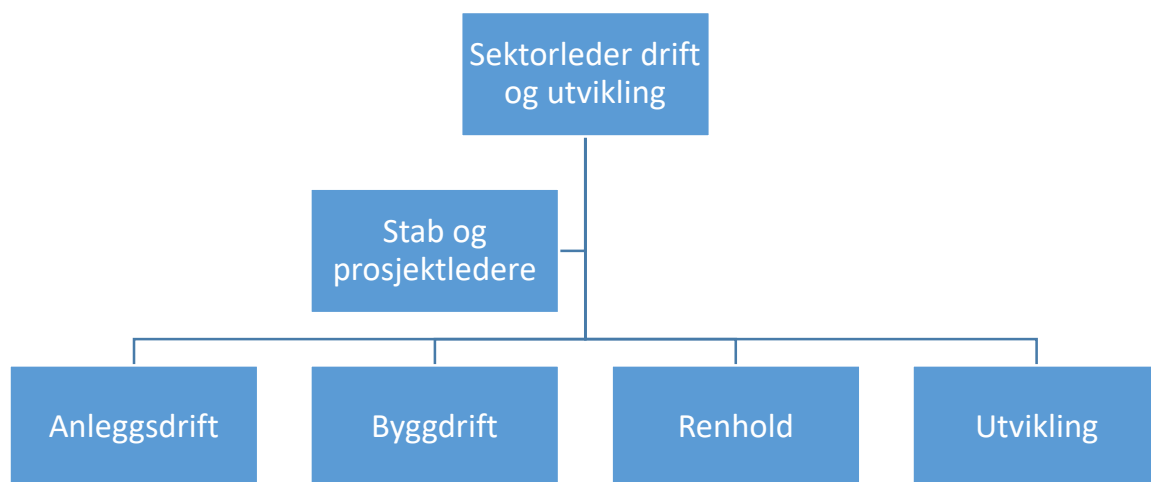 Sektorleder drift
og utvikling
Stab og
prosjektledere
Anleggsdrift
Byggdrift
Renhold
Utvikling